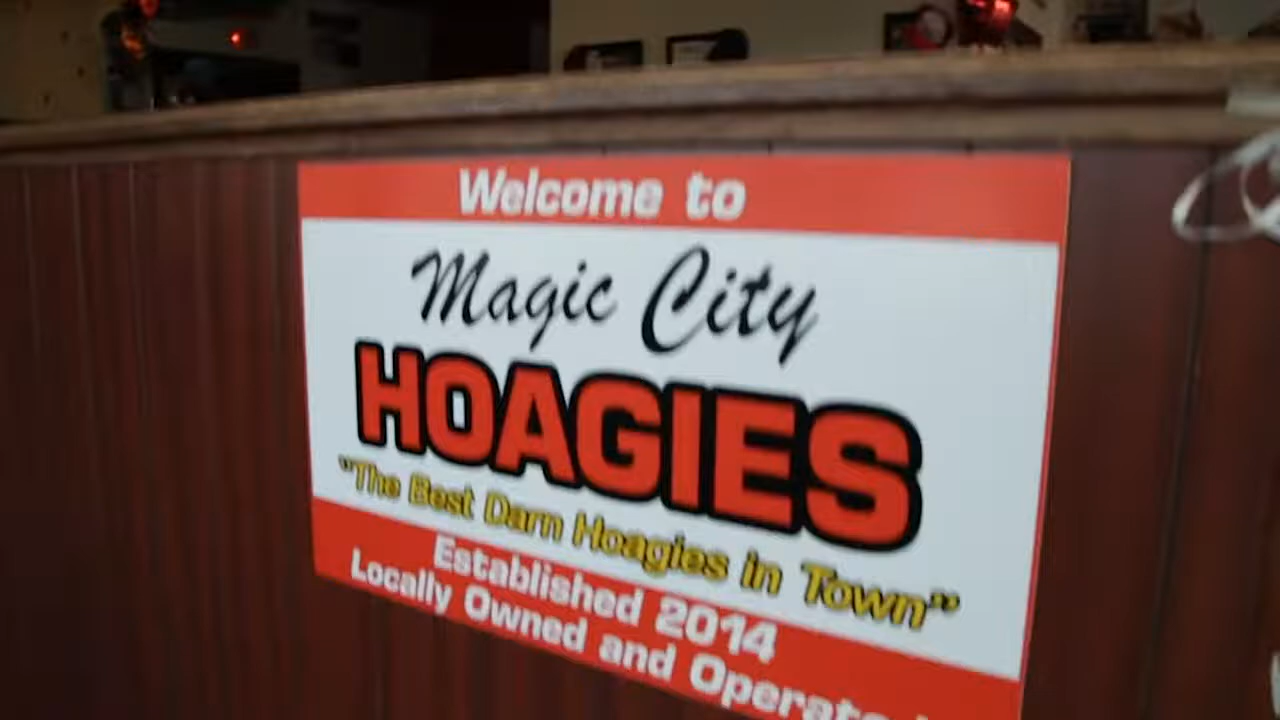 Welcome to
Magic City
HOAGIES
"The Best Darn Hoagies in Town"
Established 2014
Locally Owned and